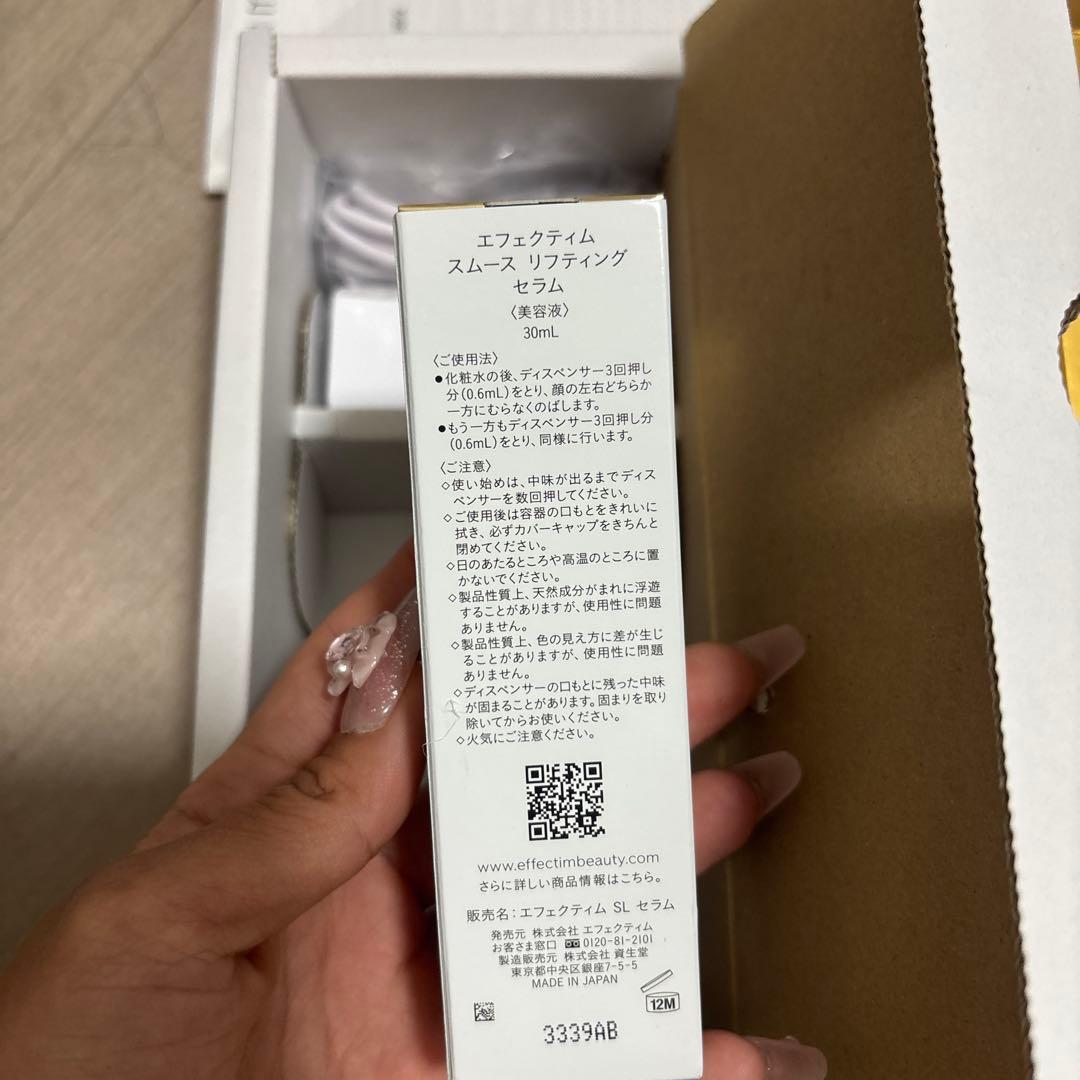 エフェクティム
スムース リフティング
セラム
〈美容液〉
30mL
〈ご使用法〉
●化粧水の後、ディスペンサー3回押し
分(0.6mL)をとり、顔の左右どちらか
一方にむらなくのばします。
●もう一方もディスペンサー3回押し分
(0.6mL)をとり、同様に行います。
〈ご注意〉
◇使い始めは、中味が出るまでディス
ペンサーを数回押してください。
◇ご使用後は容器の口もとをきれいに
拭き、必ずカバーキャップをきちんと
閉めてください。
◇日のあたるところや高温のところに置
かないでください。
◇製品性質上、天然成分がまれに浮遊
することがありますが、使用性に問題
ありません。
◇製品性質上、色の見え方に差が生じ
ることがありますが、使用性に問題
ありません。
◇ディスペンサーの口もとに残った中味
が固まることがあります。固まりを取り
除いてからお使いください。
◇火気にご注意ください。
www.effectimbeauty.com
さらに詳しい商品情報はこちら。
販売名:エフェクティム SL セラム
発売元 株式会社 エフェクティム
お客さま窓口 0120-81-2101
製造販売元 株式会社 資生堂
東京都中央区銀座7-5-5
MADE IN JAPAN
12M
3339AB